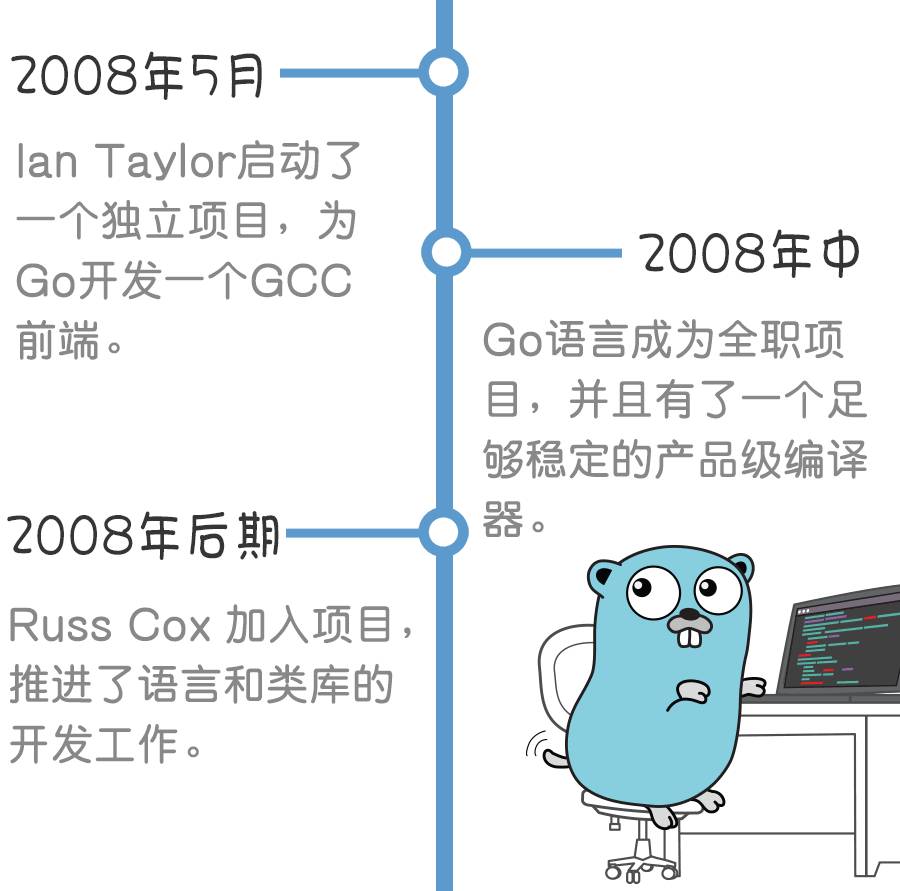 2008年5月
Ian Taylor启动了
一个独立项目，为
Go开发一个GCC
前端。
2008年中
Go语言成为全职项
目，并且有了一个足
够稳定的产品级编译
器。
2008年后期
Russ Cox 加入项目，
推进了语言和类库的
开发工作。